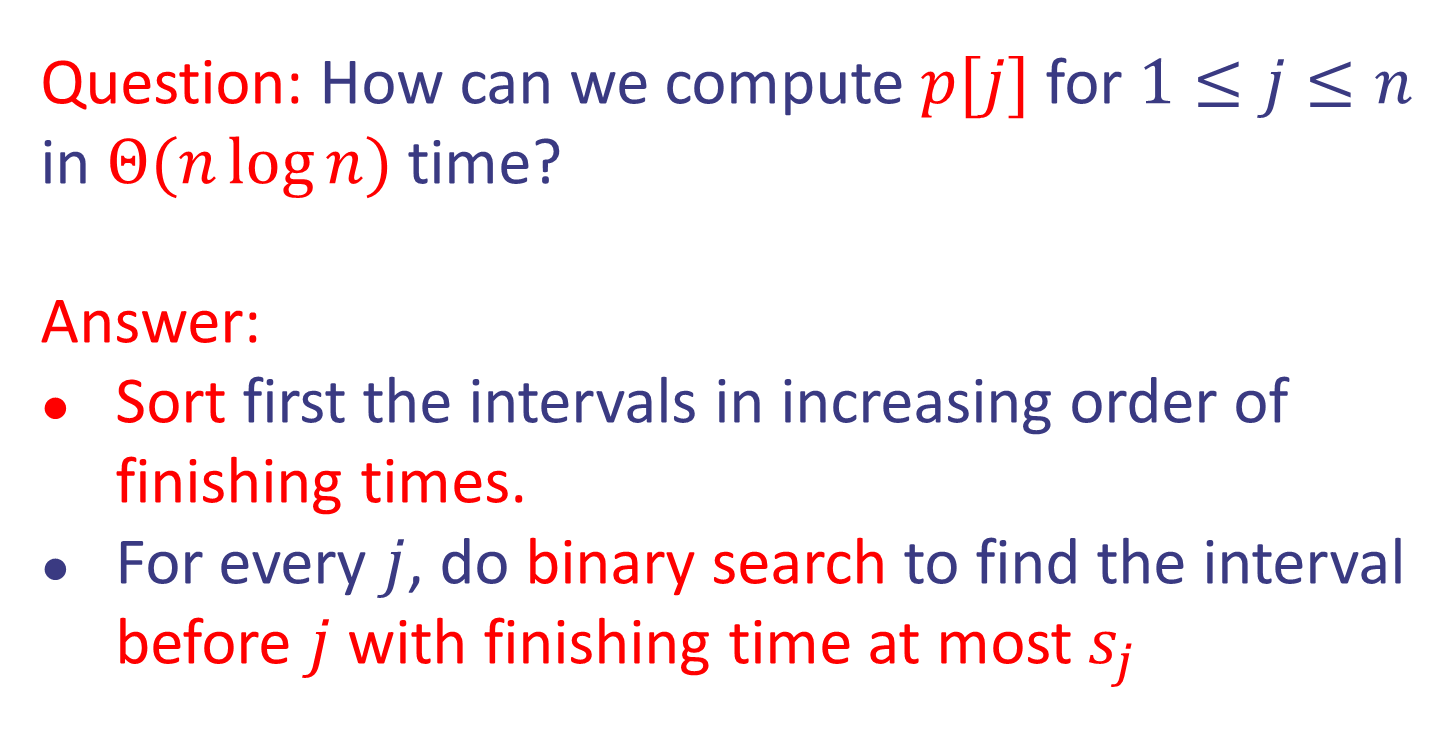 Question: How can we compute p[j] for 1 ≤ j ≤ n
in Θ(n log n) time?
Answer:
• Sort first the intervals in increasing order of
finishing times.
• For every j, do binary search to find the interval
before j with finishing time at most s_j